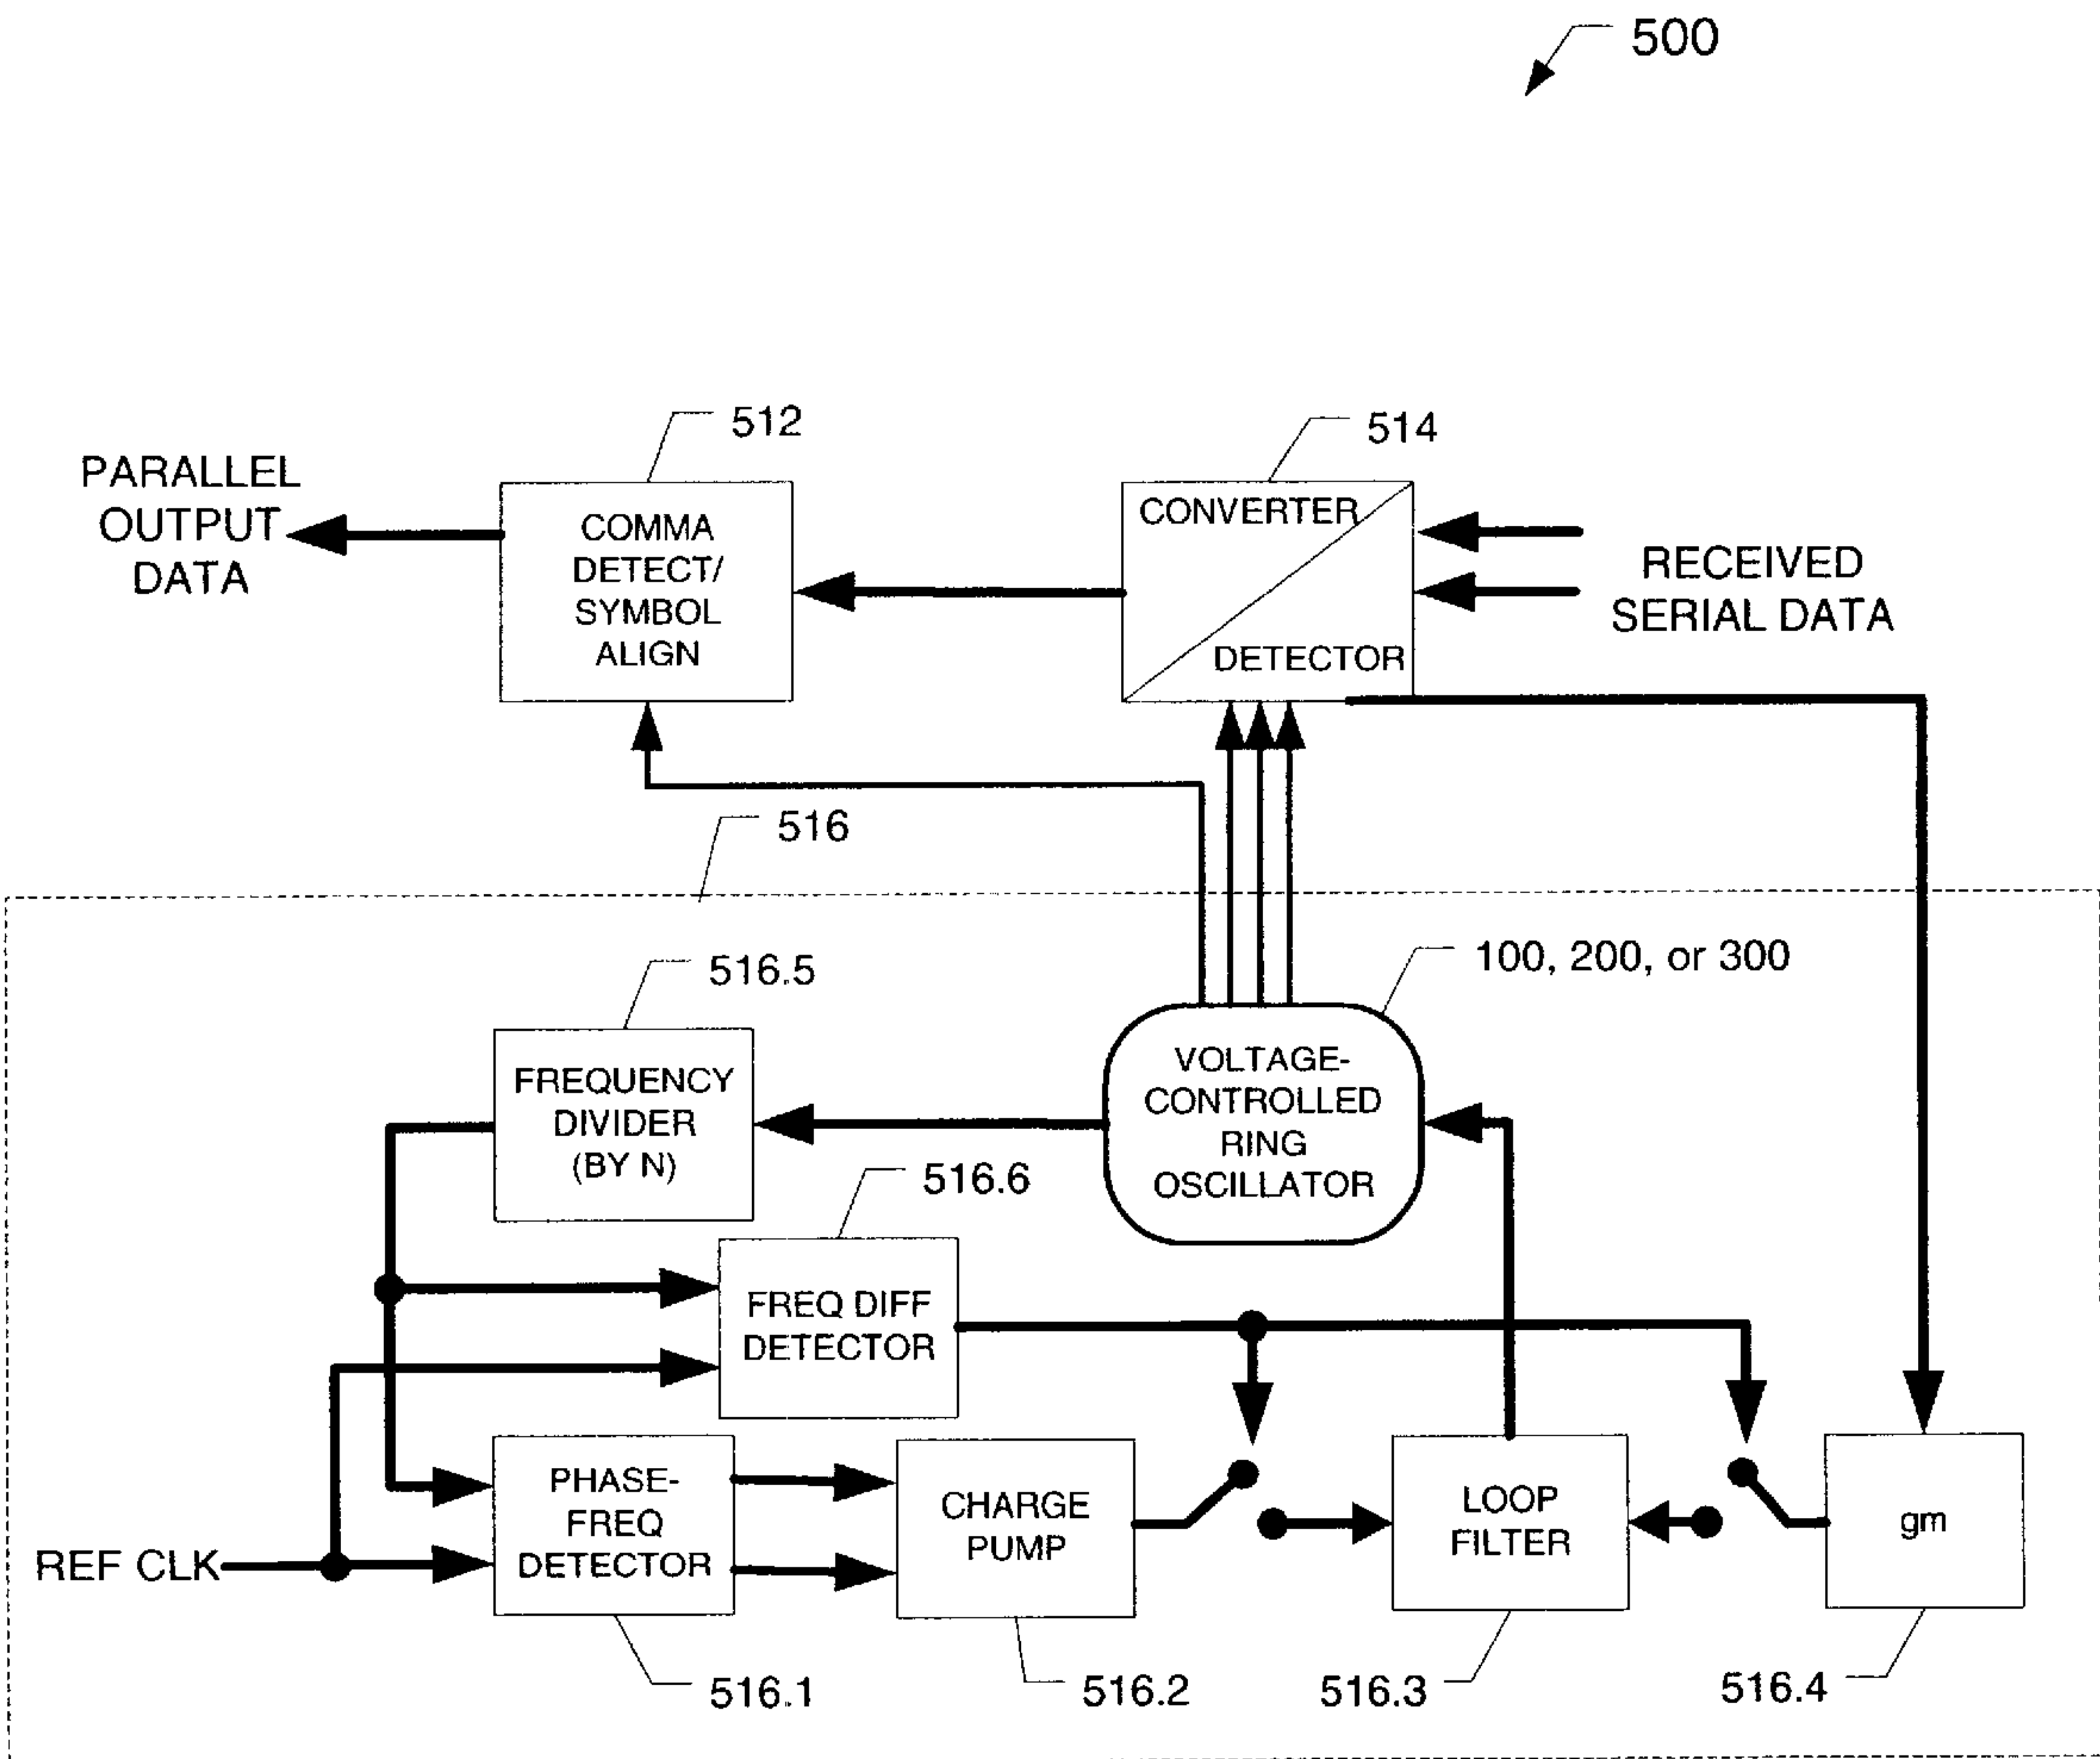 500
512
514
PARALLEL
OUTPUT
DATA
COMMA
DETECT/
SYMBOL
ALIGN
CONVERTER
DETECTOR
RECEIVED
SERIAL DATA
516
516.5
100, 200, or 300
FREQUENCY
DIVIDER
(BY N)
VOLTAGE-
CONTROLLED
RING
OSCILLATOR
516.6
FREQ DIFF
DETECTOR
PHASE-
FREQ
DETECTOR
CHARGE
PUMP
LOOP
FILTER
gm
REF CLK
516.1
516.2
516.3
516.4